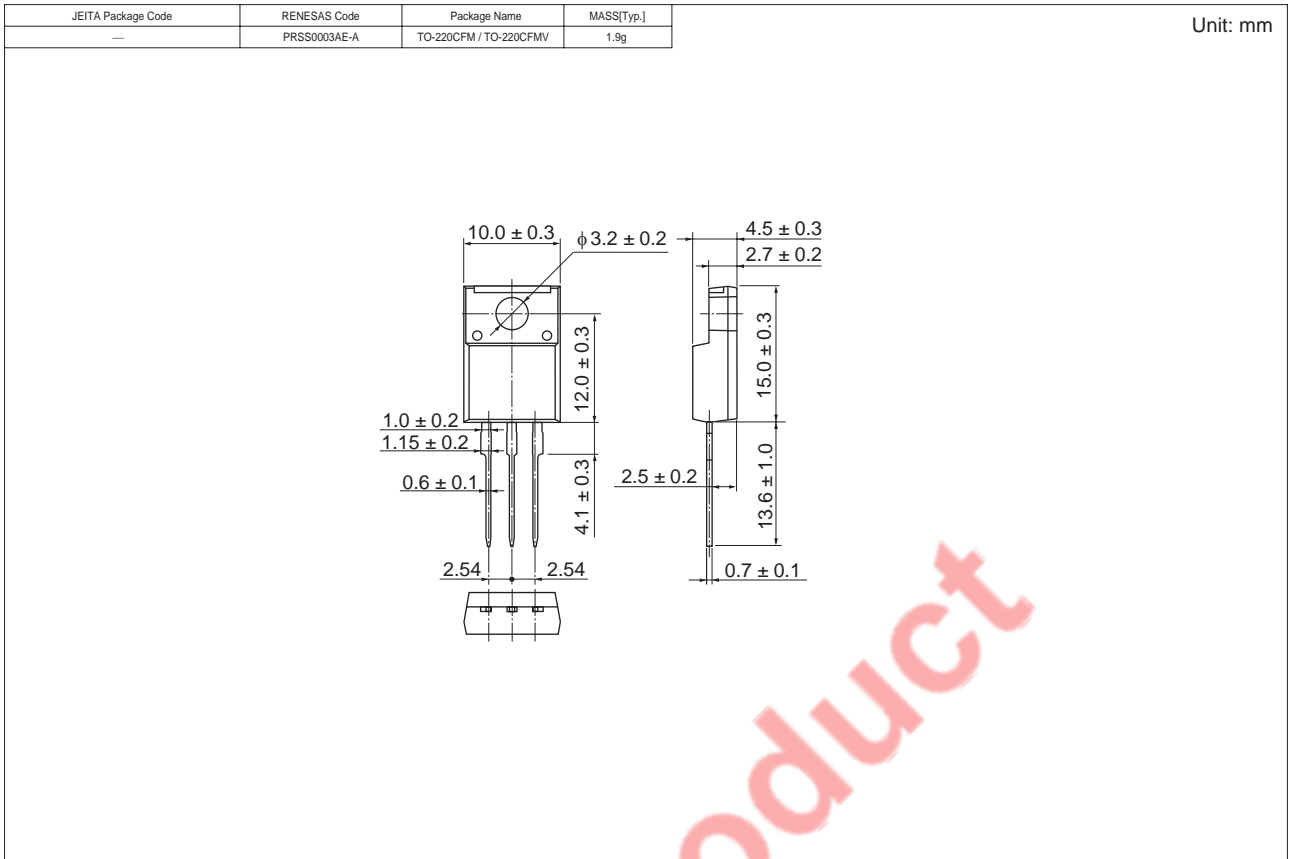 JEITA Package Code RENESAS Code Package Name MASS[Typ.]
— PRSS0003AE-A TO-220CFM / TO-220CFMV 1.9g
Unit: mm
10.0 ± 0.3
ϕ 3.2 ± 0.2
4.5 ± 0.3
2.7 ± 0.2
12.0 ± 0.3
15.0 ± 0.3
1.0 ± 0.2
1.15 ± 0.2
0.6 ± 0.1
4.1 ± 0.3
2.5 ± 0.2
13.6 ± 1.0
2.54 2.54
0.7 ± 0.1
oduct